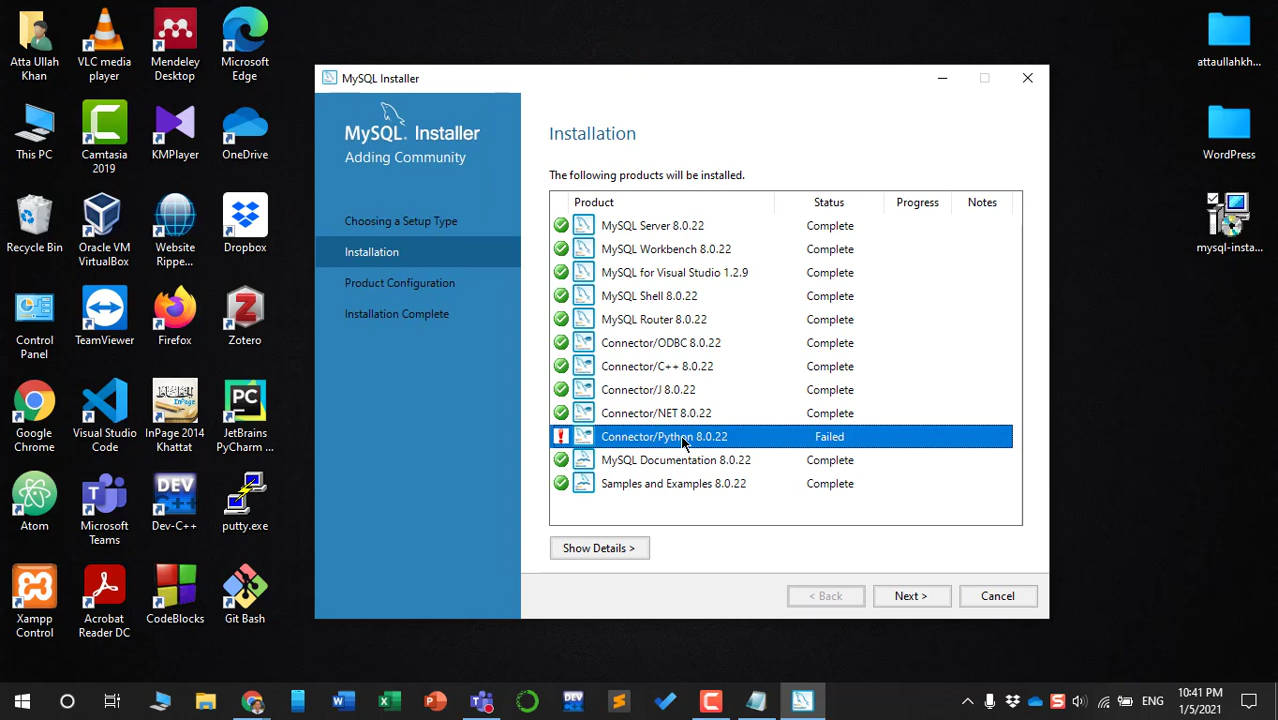 Atta Ullah
Khan
VLC media
player
Mendeley
Desktop
Microsoft
Edge
This PC
Camtasia
2019
KMPlayer
OneDrive
Recycle Bin
Oracle VM
VirtualBox
Website
Rippe...
Dropbox
Control
Panel
TeamViewer
Firefox
Zotero
Google
Chrome
Visual Studio
Code
InPage 2014
Khattat
JetBrains
PyCharm ...
Atom
Microsoft
Teams
Dev-C++
putty.exe
Xampp
Control
Acrobat
Reader DC
CodeBlocks
Git Bash
MySQL Installer
MySQL. Installer
Adding Community
Choosing a Setup Type
Installation
Product Configuration
Installation Complete
Installation
The following products will be installed.
Product Status Progress Notes
MySQL Server 8.0.22 Complete
MySQL Workbench 8.0.22 Complete
MySQL for Visual Studio 1.2.9 Complete
MySQL Shell 8.0.22 Complete
MySQL Router 8.0.22 Complete
Connector/ODBC 8.0.22 Complete
Connector/C++ 8.0.22 Complete
Connector/J 8.0.22 Complete
Connector/NET 8.0.22 Complete
Connector/Python 8.0.22 Failed
MySQL Documentation 8.0.22 Complete
Samples and Examples 8.0.22 Complete
Show Details >
< Back Next > Cancel
attaullahkh...
WordPress
mysql-insta...
ENG
10:41 PM
1/5/2021